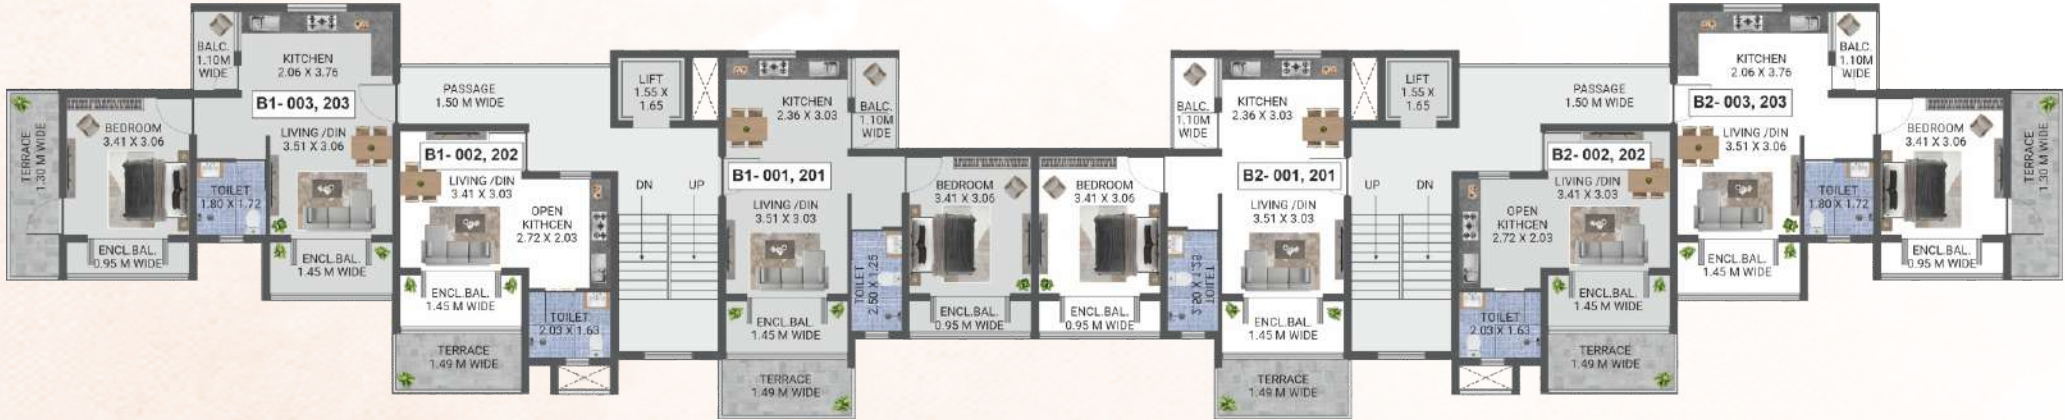 BALC.
1.10M
WIDE
KITCHEN
2.06 X 3.76
B1- 003, 203
TERRACE
1.30 M WIDE
BEDROOM
3.41 X 3.06
LIVING /DIN
3.51 X 3.06
TOILET
1.80 X 1.72
ENCL.BAL.
0.95 M WIDE
ENCL.BAL.
1.45 M WIDE
PASSAGE
1.50 M WIDE
B1- 002, 202
LIVING /DIN
3.41 X 3.03
OPEN
KITHCEN
2.72 X 2.03
ENCL.BAL.
1.45 M WIDE
TOILET
2.03 X 1.63
TERRACE
1.49 M WIDE
LIFT
1.55 X
1.65
DN
UP
KITCHEN
2.36 X 3.03
BALC.
1.10M
WIDE
B1- 001, 201
LIVING /DIN
3.51 X 3.03
BEDROOM
3.41 X 3.06
TOILET
2.50 X 1.25
ENCL.BAL.
1.45 M WIDE
ENCL.BAL.
0.95 M WIDE
TERRACE
1.49 M WIDE
BALC.
1.10M
WIDE
KITCHEN
2.36 X 3.03
B2- 001, 201
BEDROOM
3.41 X 3.06
LIVING /DIN
3.51 X 3.03
TOILET
ENCL.BAL.
0.95 M WIDE
ENCL.BAL.
1.45 M WIDE
TERRACE
1.49 M WIDE
LIFT
1.55 X
1.65
UP
DN
PASSAGE
1.50 M WIDE
B2- 002, 202
LIVING /DIN
3.41 X 3.03
OPEN
KITHCEN
2.72 X 2.03
ENCL.BAL.
1.45 M WIDE
TOILET
2.03 X 1.63
TERRACE
1.49 M WIDE
KITCHEN
2.06 X 3.76
BALC.
1.10M
WIDE
B2- 003, 203
LIVING /DIN
3.51 X 3.06
BEDROOM
3.41 X 3.06
TOILET
1.80 X 1.72
ENCL.BAL.
1.45 M WIDE
ENCL.BAL.
0.95 M WIDE
TERRACE
1.30 M WIDE